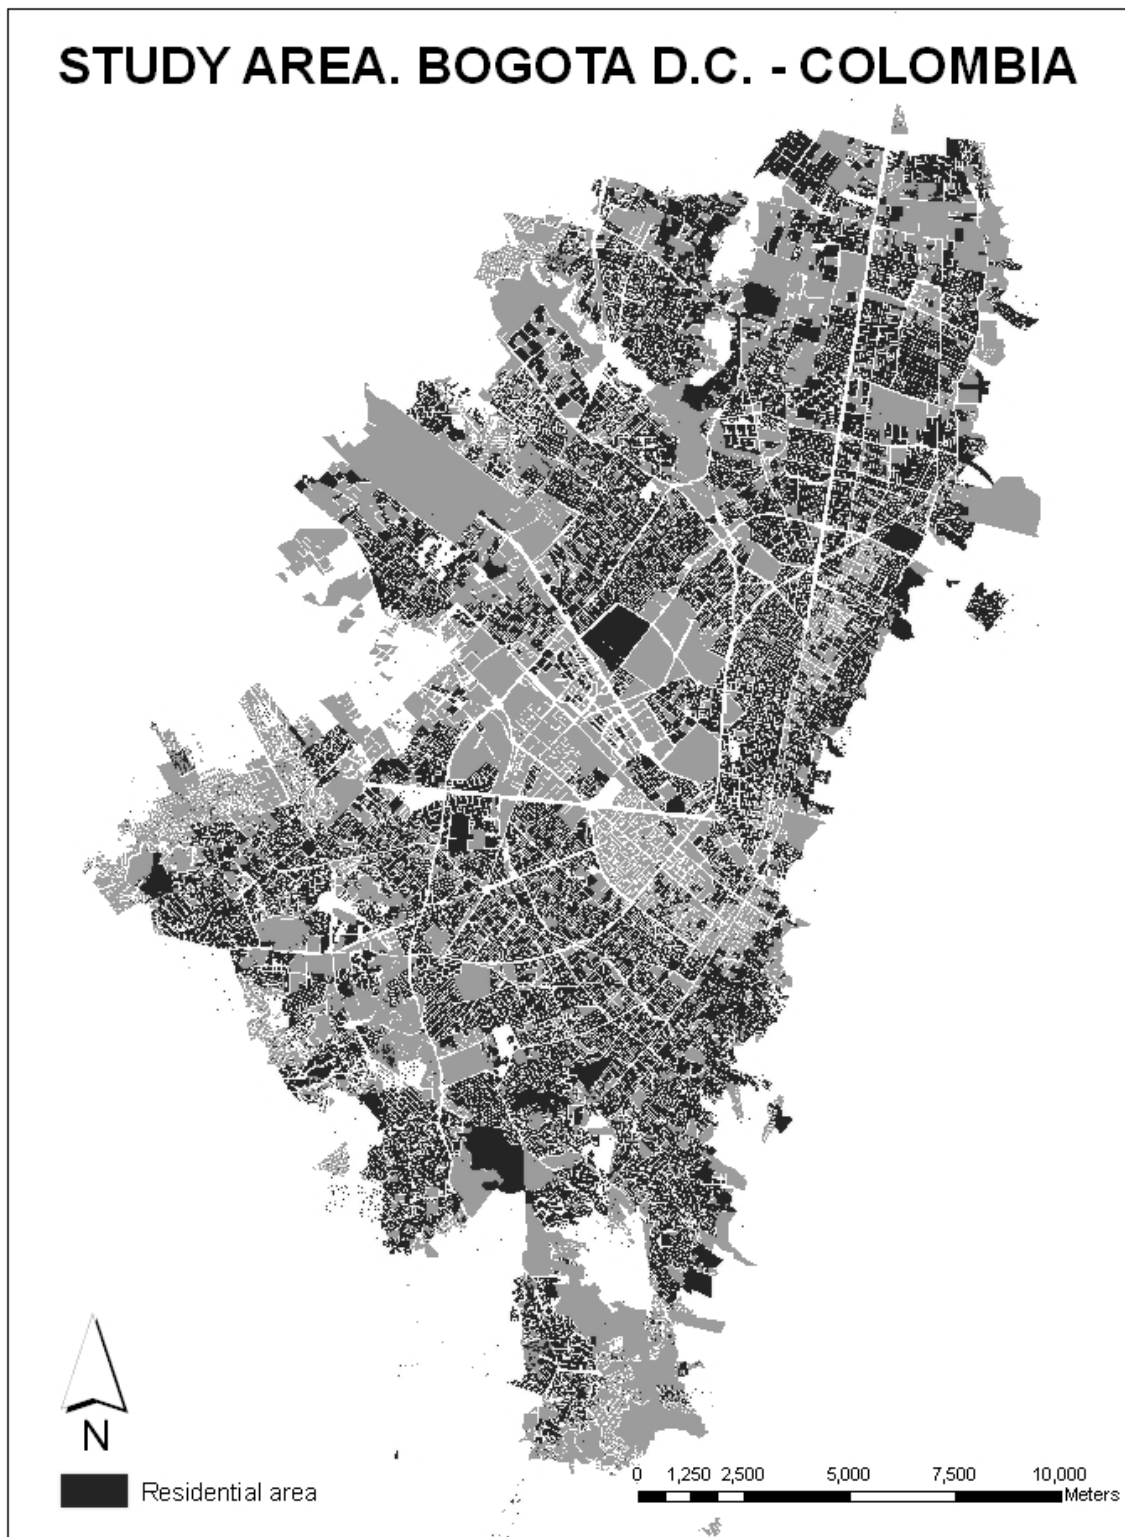 STUDY AREA. BOGOTA D.C. - COLOMBIA
N
Residential area
0 1,250 2,500 5,000 7,500 10,000
Meters